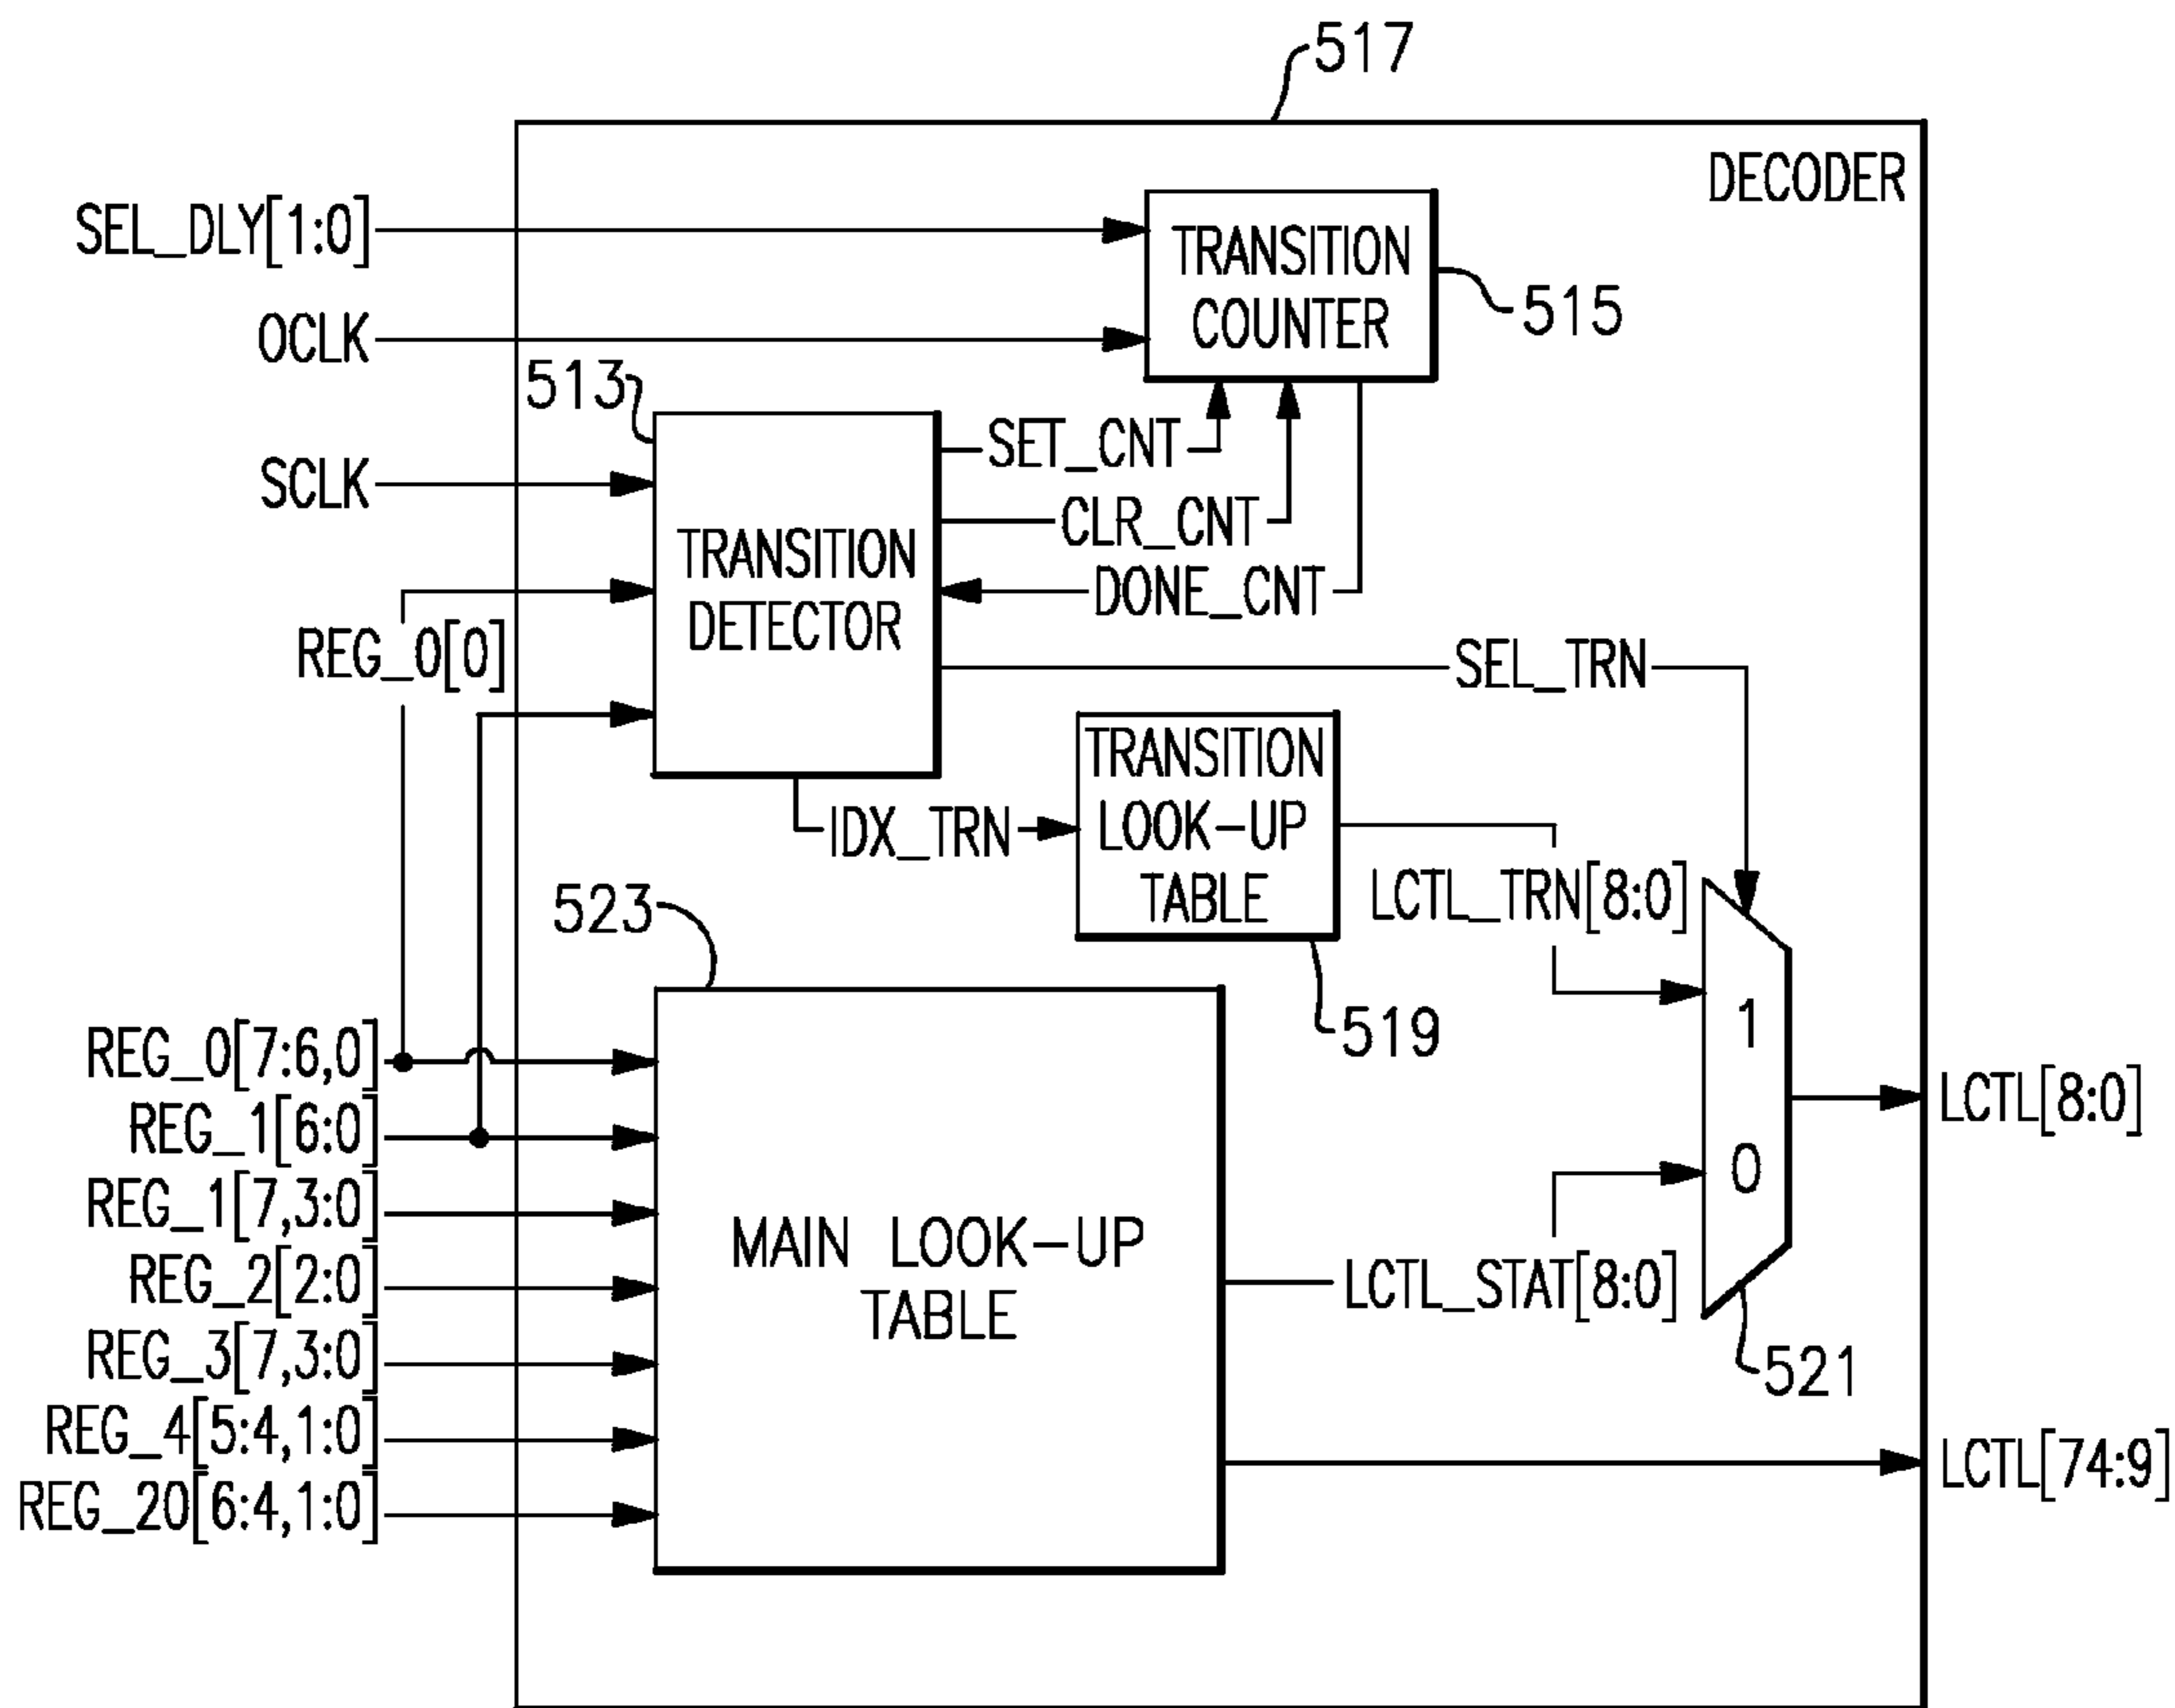 517
DECODER
SEL_DLY[1:0]
TRANSITION
COUNTER
515
OCLK
513
SET_CNT
SCLK
CLR_CNT
TRANSITION
DETECTOR
DONE_CNT
REG_0[0]
SEL_TRN
TRANSITION
LOOK-UP
TABLE
IDX_TRN
LCTL_TRN[8:0]
523
519
1
0
REG_0[7:6,0]
REG_1[6:0]
REG_1[7,3:0]
REG_2[2:0]
REG_3[7,3:0]
REG_4[5:4,1:0]
REG_20[6:4,1:0]
MAIN LOOK-UP
TABLE
LCTL[8:0]
LCTL_STAT[8:0]
521
LCTL[74:9]